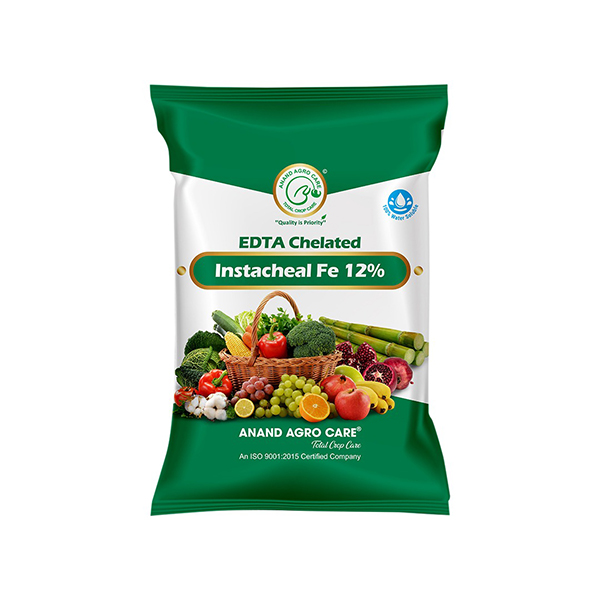 ANAND AGRO CARE
©
TOTAL CROP CARE
"Quality is Priority"
100% Water Soluble
EDTA Chelated
Instacheal Fe 12%
ANAND AGRO CARE®
Total Crop Care
An ISO 9001:2015 Certified Company